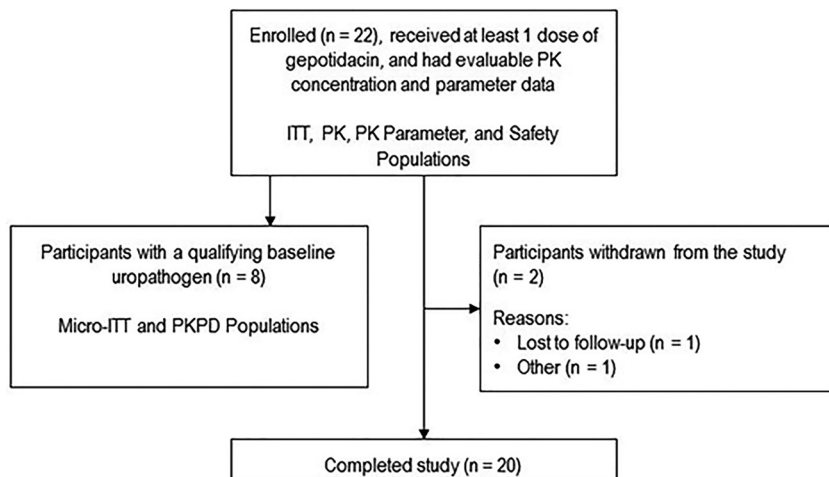 Enrolled (n = 22), received at least 1 dose of
gepotidacin, and had evaluable PK
concentration and parameter data
ITT, PK, PK Parameter, and Safety
Populations
Participants with a qualifying baseline
uropathogen (n = 8)
Micro-ITT and PKPD Populations
Participants withdrawn from the study
(n = 2)
Reasons:
• Lost to follow-up (n = 1)
• Other (n = 1)
Completed study (n = 20)